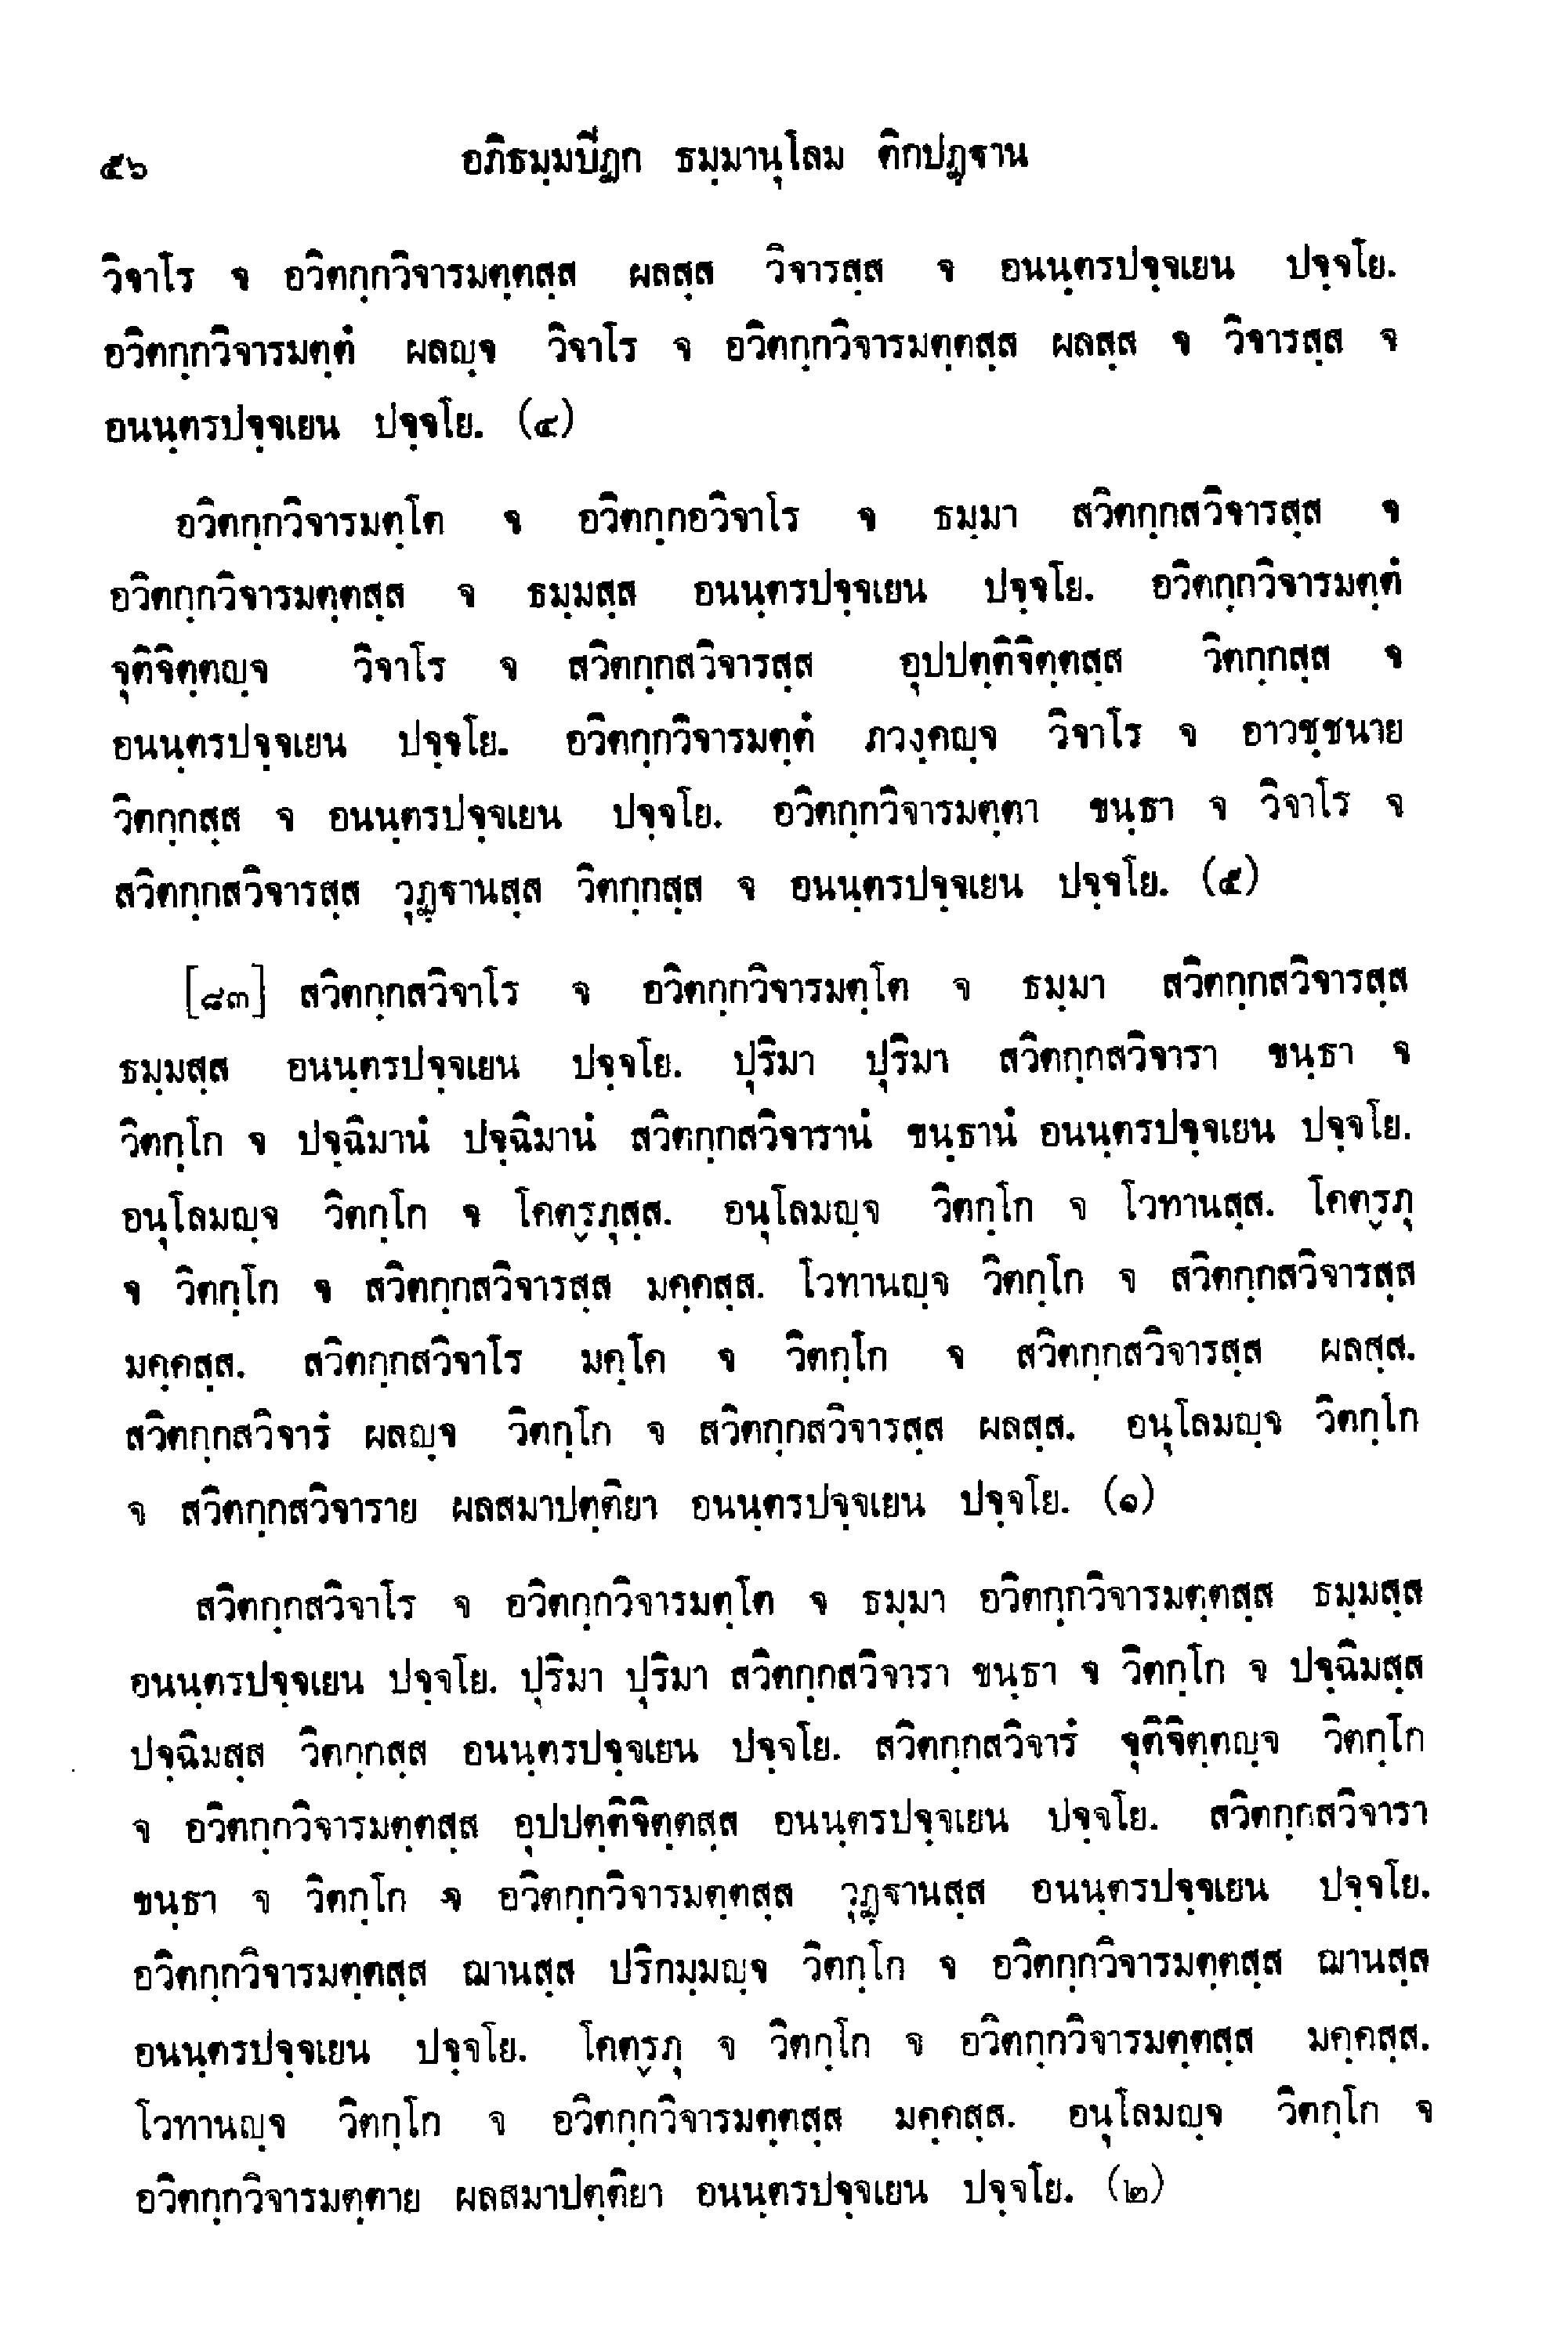 ๕๖ อภิธมฺมปีฏก ธมฺมานุโลม ติกปฏฺฐาน
วิจาโร จ อวิตกฺกวิจารมตฺตสฺส ผลสฺส วิจารสฺส จ อนนฺตรปจฺจเยน ปจฺจโย.
อวิตกฺกวิจารมตฺตํ ผลญฺจ วิจาโร จ อวิตกฺกวิจารมตฺตสฺส ผลสฺส จ วิจารสฺส จ
อนนฺตรปจฺจเยน ปจฺจโย. (๔)
อวิตกฺกวิจารมตฺโต จ อวิตกฺกอวิจาโร จ ธมฺมา สวิตกฺกสวิจารสฺส จ
อวิตกฺกวิจารมตฺตสฺส จ ธมฺมสฺส อนนฺตรปจฺจเยน ปจฺจโย. อวิตกฺกวิจารมตฺตํ
จุติจิตฺตญฺจ วิจาโร จ สวิตกฺกสวิจารสฺส อุปปตฺติจิตฺตสฺส วิตกฺกสฺส จ
อนนฺตรปจฺจเยน ปจฺจโย. อวิตกฺกวิจารมตฺตํ ภวงฺคญฺจ วิจาโร จ อาวชฺชนาย
วิตกฺกสฺส จ อนนฺตรปจฺจเยน ปจฺจโย. อวิตกฺกวิจารมตฺตา ขนฺธา จ วิจาโร จ
สวิตกฺกสวิจารสฺส วุฏฺฐานสฺส วิตกฺกสฺส จ อนนฺตรปจฺจเยน ปจฺจโย. (๕)
[๘๓] สวิตกฺกสวิจาโร จ อวิตกฺกวิจารมตฺโต จ ธมฺมา สวิตกฺกสวิจารสฺส
ธมฺมสฺส อนนฺตรปจฺจเยน ปจฺจโย. ปุริมา ปุริมา สวิตกฺกสวิจารา ขนฺธา จ
วิตกฺโก จ ปจฺฉิมานํ ปจฺฉิมานํ สวิตกฺกสวิจารานํ ขนฺธานํ อนนฺตรปจฺจเยน ปจฺจโย.
อนุโลมญฺจ วิตกฺโก จ โคตฺรภุสฺส. อนุโลมญฺจ วิตกฺโก จ โวทานสฺส. โคตฺรภุ
จ วิตกฺโก จ สวิตกฺกสวิจารสฺส มคฺคสฺส. โวทานญฺจ วิตกฺโก จ สวิตกฺกสวิจารสฺส
มคฺคสฺส. สวิตกฺกสวิจาโร มคฺโค จ วิตกฺโก จ สวิตกฺกสวิจารสฺส ผลสฺส.
สวิตกฺกสวิจารํ ผลญฺจ วิตกฺโก จ สวิตกฺกสวิจารสฺส ผลสฺส. อนุโลมญฺจ วิตกฺโก
จ สวิตกฺกสวิจาราย ผลสมาปตฺติยา อนนฺตรปจฺจเยน ปจฺจโย. (๑)
สวิตกฺกสวิจาโร จ อวิตกฺกวิจารมตฺโต จ ธมฺมา อวิตกฺกวิจารมตฺตสฺส ธมฺมสฺส
อนนฺตรปจฺจเยน ปจฺจโย. ปุริมา ปุริมา สวิตกฺกสวิจารา ขนฺธา จ วิตกฺโก จ ปจฺฉิมสฺส
ปจฺฉิมสฺส วิตกฺกสฺส อนนฺตรปจฺจเยน ปจฺจโย. สวิตกฺกสวิจารํ จุติจิตฺตญฺจ วิตกฺโก
จ อวิตกฺกวิจารมตฺตสฺส อุปปตฺติจิตฺตสฺส อนนฺตรปจฺจเยน ปจฺจโย. สวิตกฺกสวิจารา
ขนฺธา จ วิตกฺโก จ อวิตกฺกวิจารมตฺตสฺส วุฏฺฐานสฺส อนนฺตรปจฺจเยน ปจฺจโย.
อวิตกฺกวิจารมตฺตสฺส ฌานสฺส ปริกมฺมญฺจ วิตกฺโก จ อวิตกฺกวิจารมตฺตสฺส ฌานสฺส
อนนฺตรปจฺจเยน ปจฺจโย. โคตฺรภุ จ วิตกฺโก จ อวิตกฺกวิจารมตฺตสฺส มคฺคสฺส.
โวทานญฺจ วิตกฺโก จ อวิตกฺกวิจารมตฺตสฺส มคฺคสฺส. อนุโลมญฺจ วิตกฺโก จ
อวิตกฺกวิจารมตฺตาย ผลสมาปตฺติยา อนนฺตรปจฺจเยน ปจฺจโย. (๒)